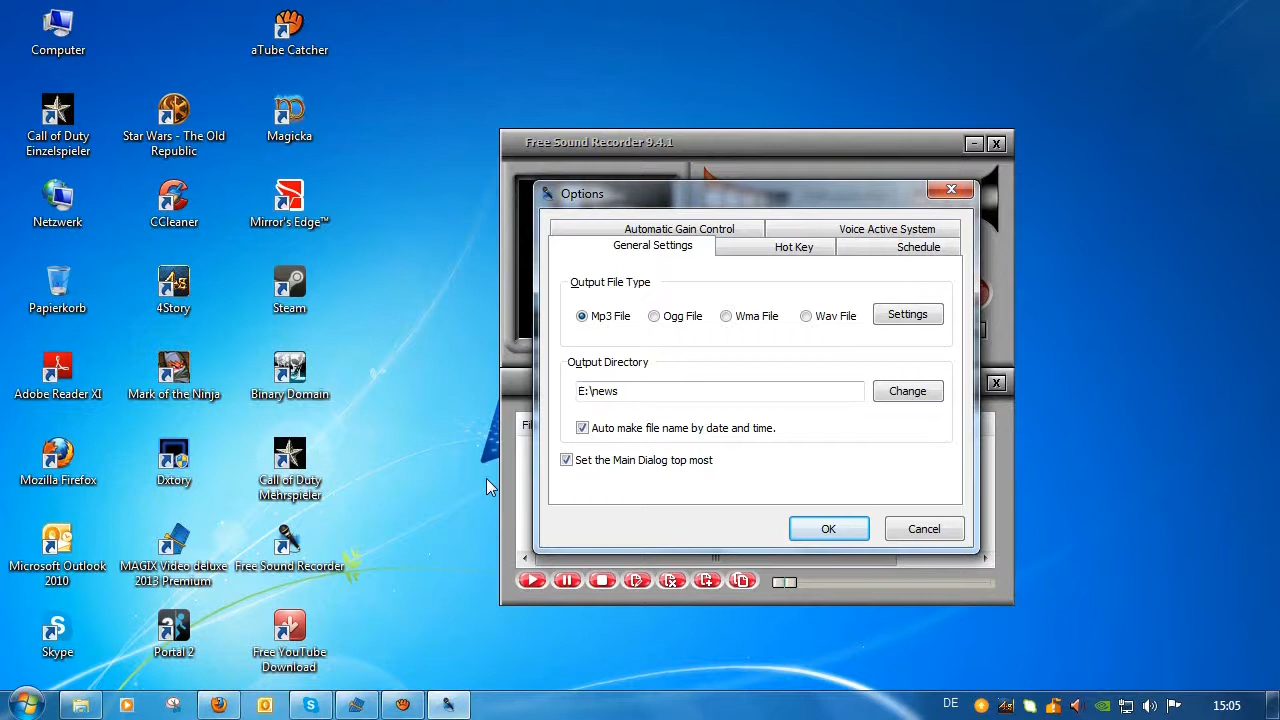 Computer
aTube Catcher
Call of Duty
Einzelspieler
Star Wars - The Old
Republic
Magicka
Netzwerk
CCleaner
Mirror's Edge™
Papierkorb
4Story
Steam
Adobe Reader XI
Mark of the Ninja
Binary Domain
Mozilla Firefox
Dxtory
Call of Duty
Mehrspieler
Microsoft Outlook
2010
MAGIX Video deluxe
2013 Premium
Free Sound Recorder
Skype
Portal 2
Free YouTube
Download
Free Sound Recorder 9.4.1
Options
Automatic Gain Control
Voice Active System
General Settings
Hot Key
Schedule
Output File Type
Mp3 File
Ogg File
Wma File
Wav File
Settings
Output Directory
E:\news
Change
Auto make file name by date and time.
Set the Main Dialog top most
OK
Cancel
DE
15:05